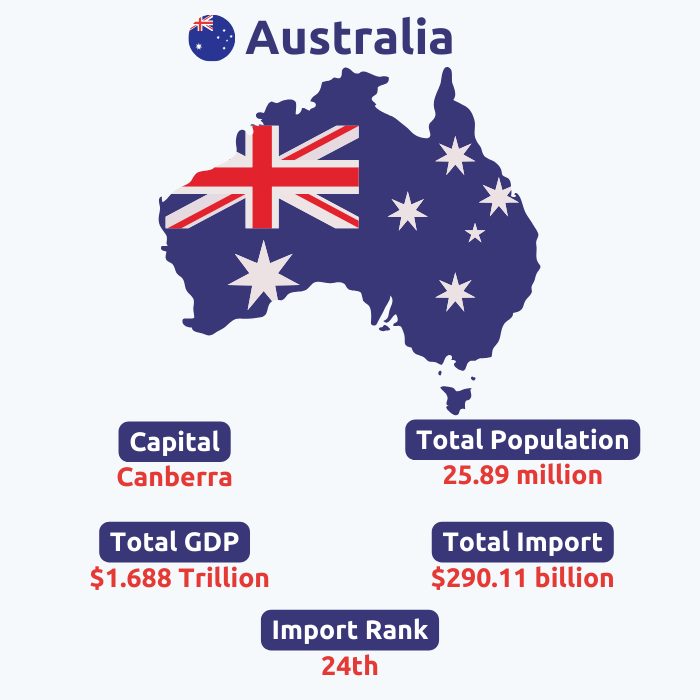 Australia
Capital
Canberra
Total Population
25.89 million
Total GDP
$1.688 Trillion
Total Import
$290.11 billion
Import Rank
24th